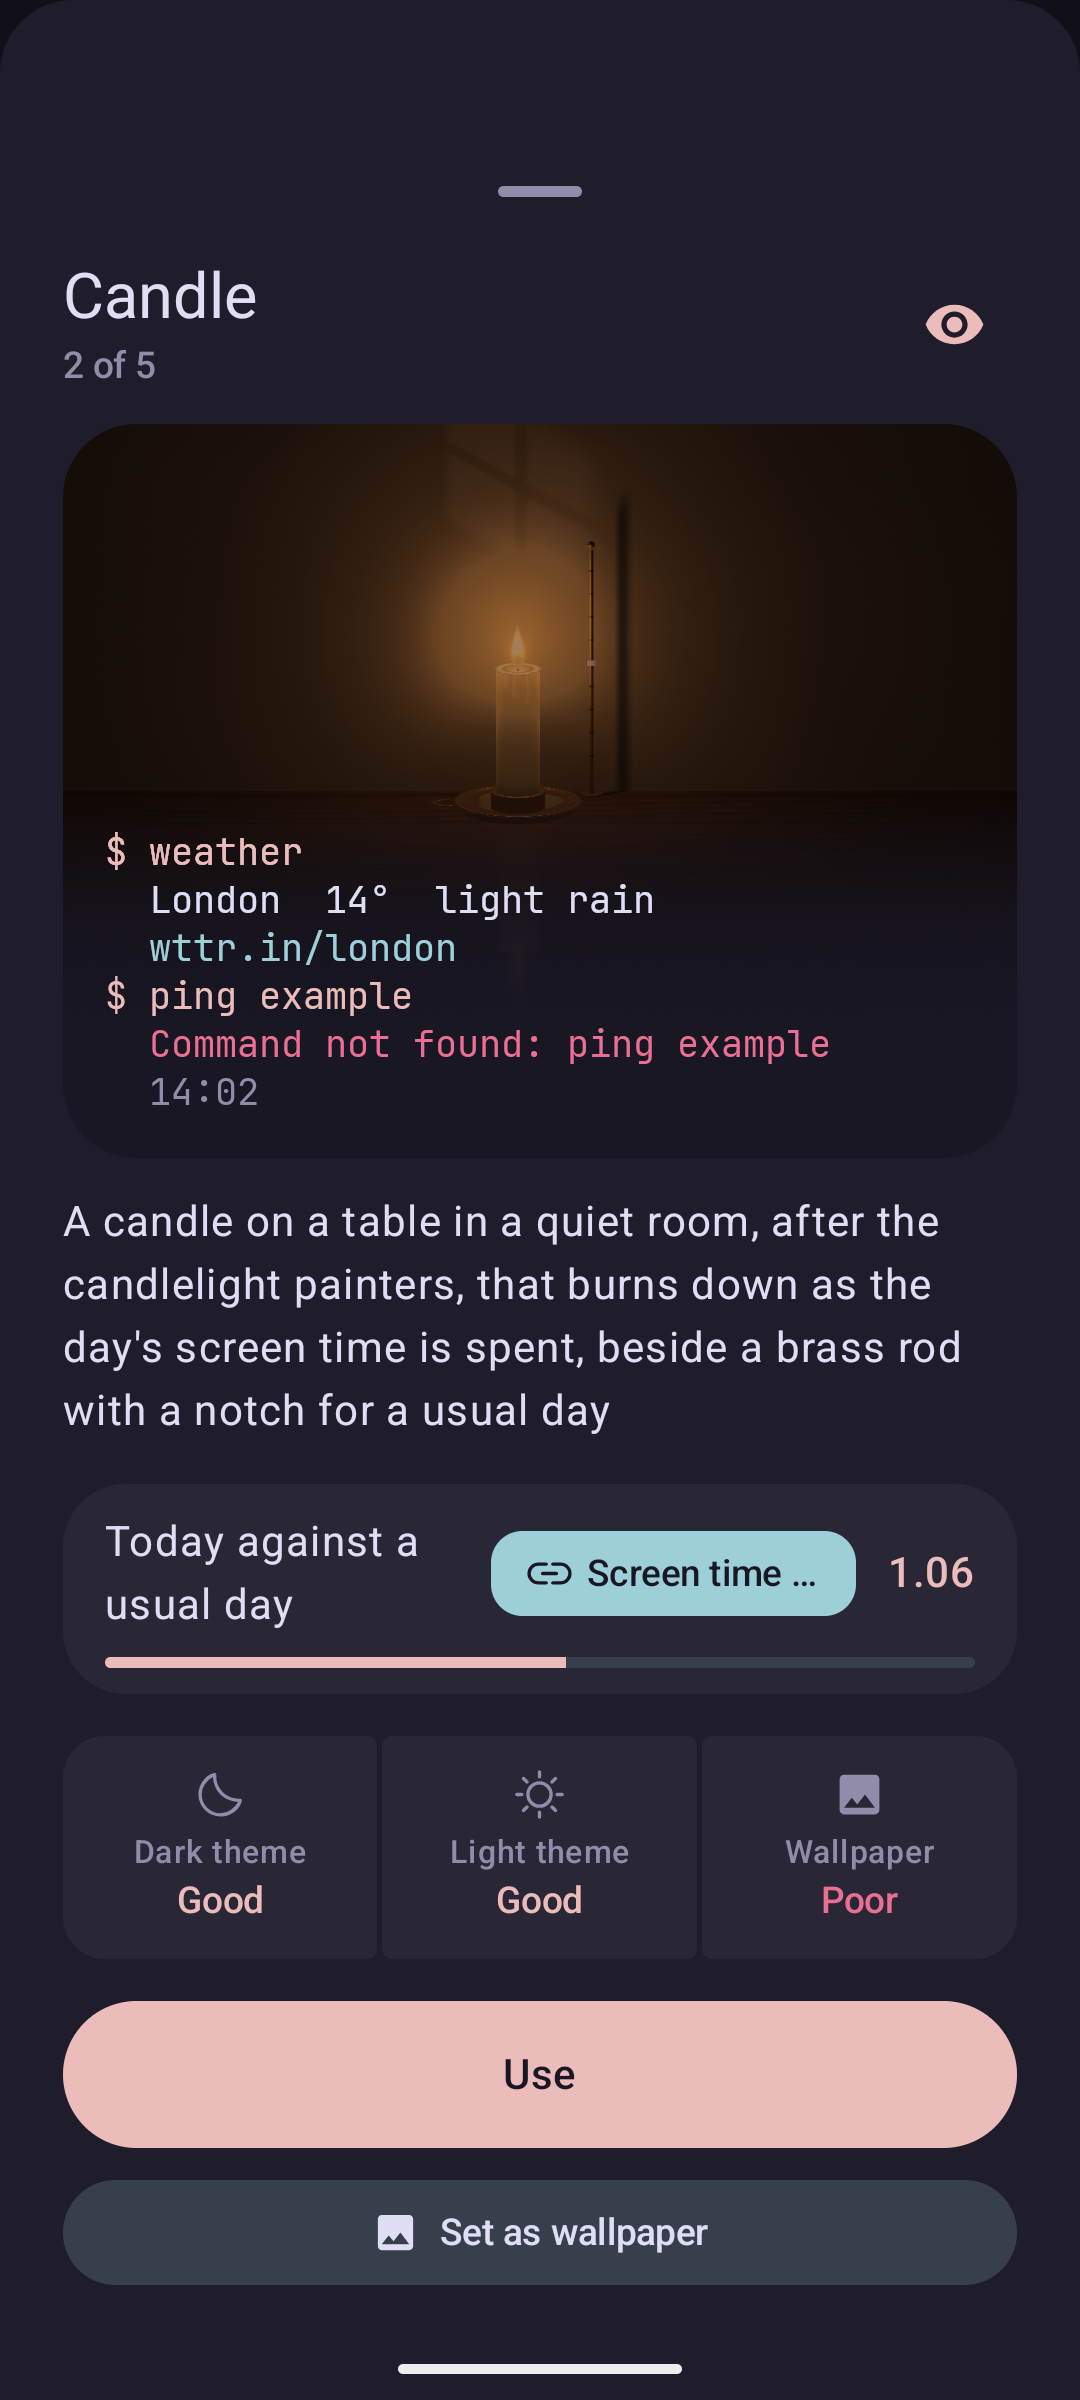 Candle
2 of 5
$ weather
London 14° light rain
wttr.in/london
$ ping example
Command not found: ping example
14:02
A candle on a table in a quiet room, after the
candlelight painters, that burns down as the
day's screen time is spent, beside a brass rod
with a notch for a usual day
Today against a
usual day
Screen time ...
1.06
Dark theme
Good
Light theme
Good
Wallpaper
Poor
Use
Set as wallpaper